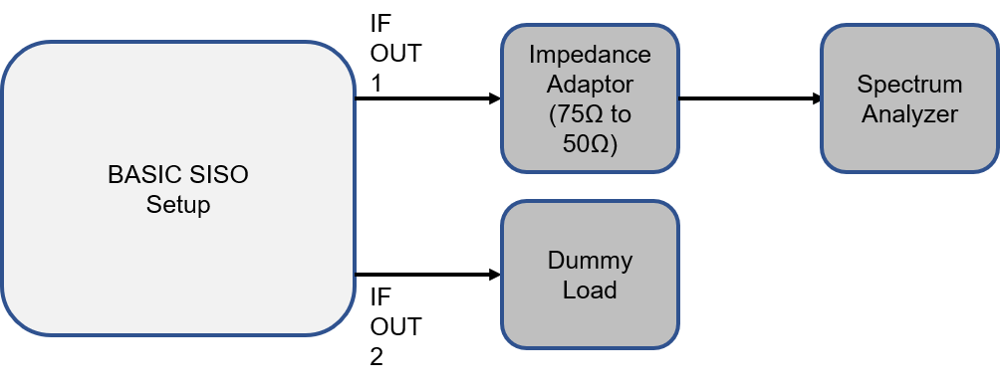 IF
OUT
1
Impedance
Adaptor
(75Ω to
50Ω)
Spectrum
Analyzer
BASIC SISO
Setup
Dummy
Load
IF
OUT
2